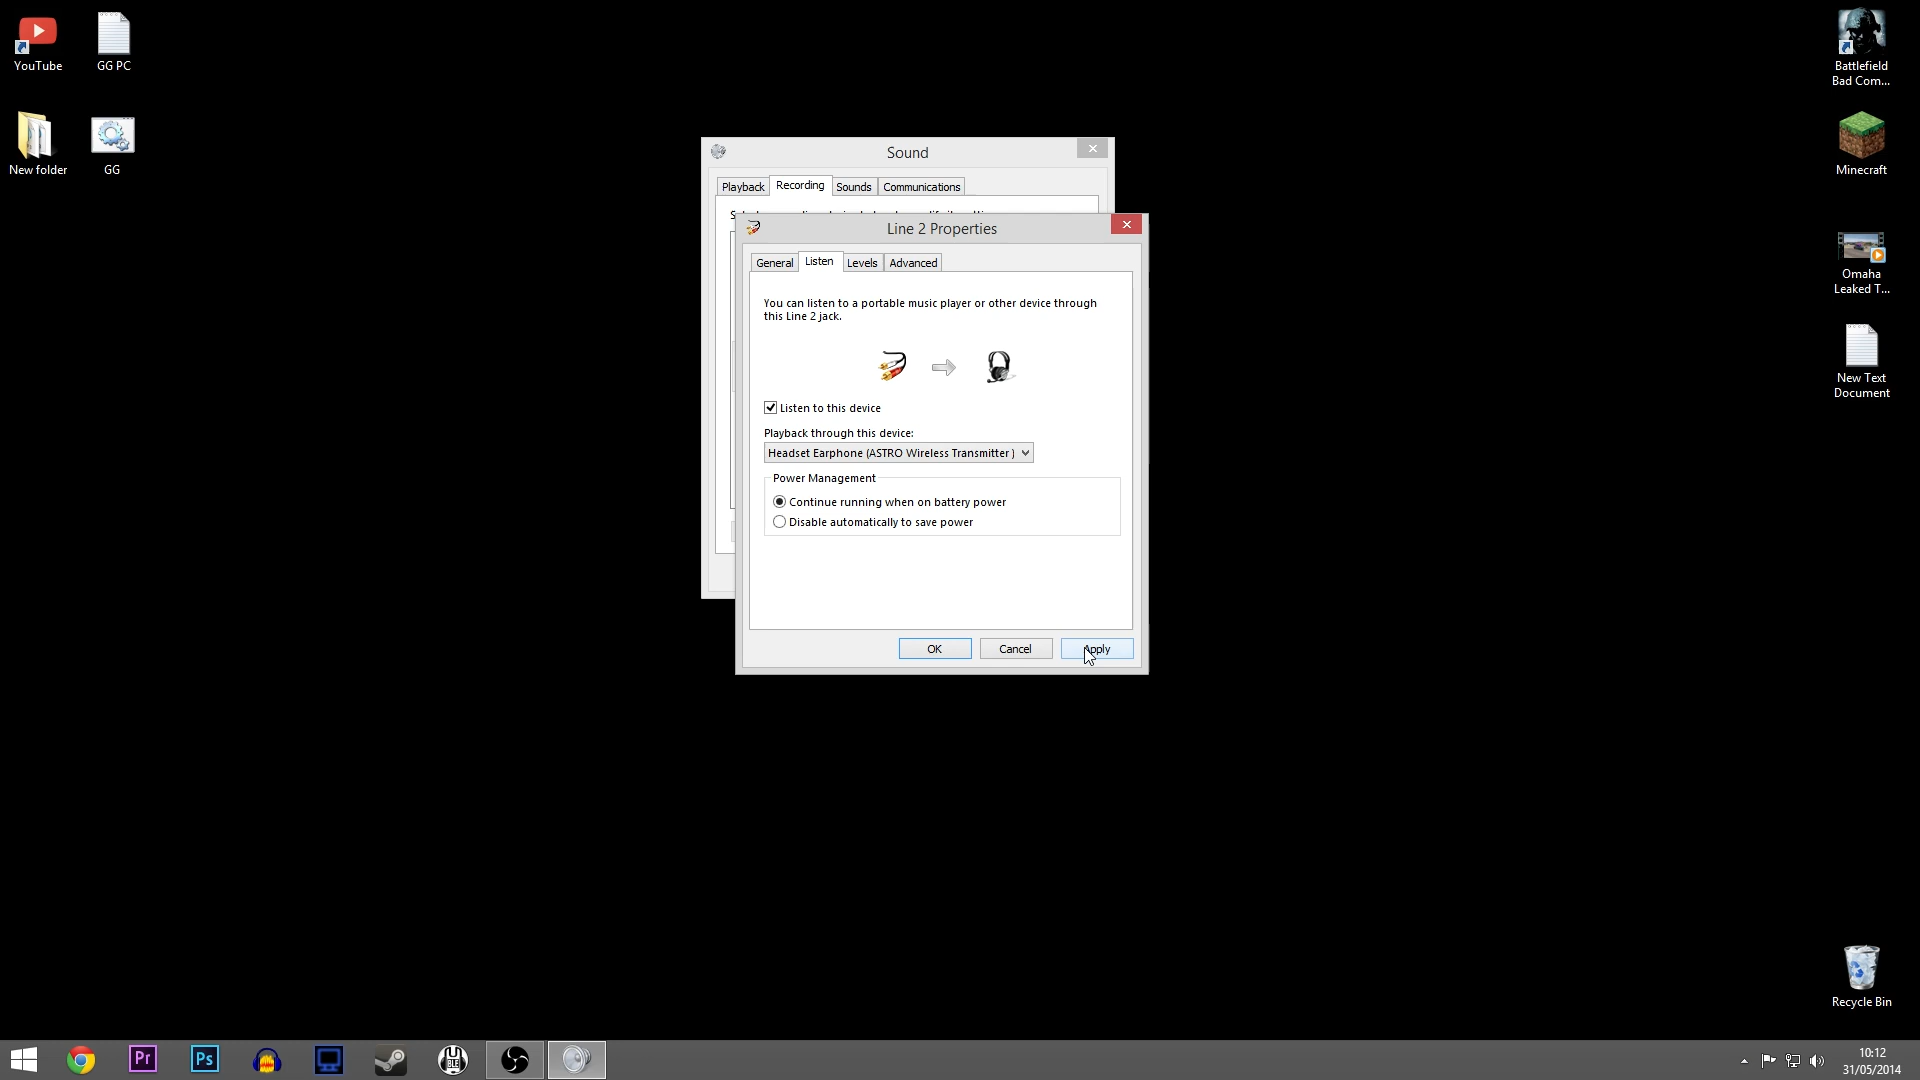 YouTube
GG PC
New folder
GG
Battlefield
Bad Com...
Minecraft
Omaha
Leaked T...
New Text
Document
Recycle Bin
Sound
Playback
Recording
Sounds
Communications
Line 2 Properties
General
Listen
Levels
Advanced
You can listen to a portable music player or other device through
this Line 2 jack.
Listen to this device
Playback through this device:
Headset Earphone (ASTRO Wireless Transmitter )
Power Management
Continue running when on battery power
Disable automatically to save power
OK
Cancel
Apply
Pr
Ps
10:12
31/05/2014